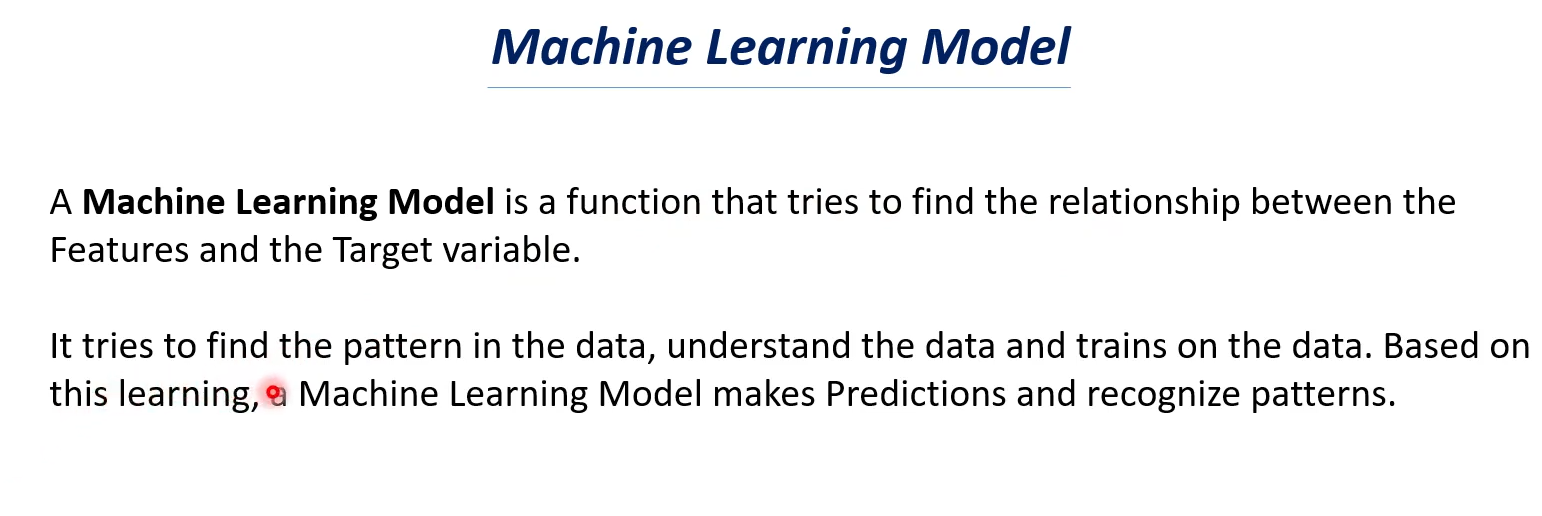 Machine Learning Model
A Machine Learning Model is a function that tries to find the relationship between the
Features and the Target variable.
It tries to find the pattern in the data, understand the data and trains on the data. Based on
this learning, a Machine Learning Model makes Predictions and recognize patterns.